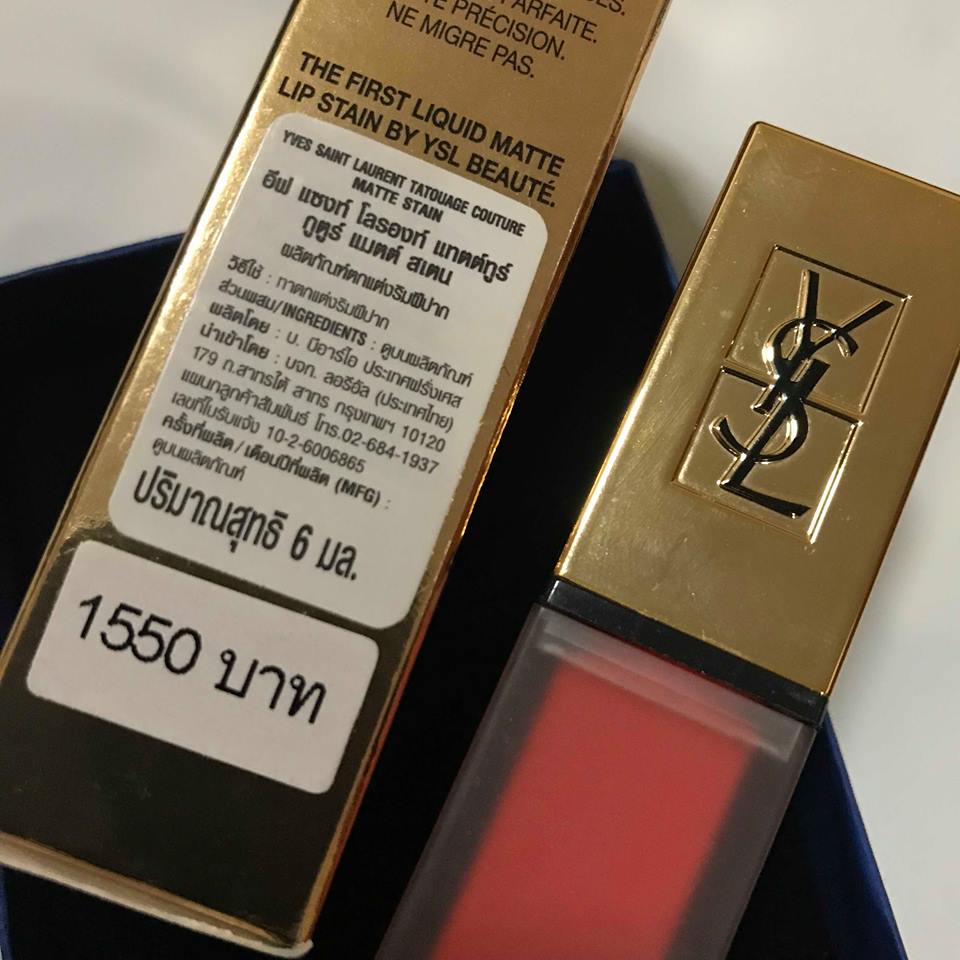 ARFAITE.
PRÉCISION.
NE MIGRE PAS.
THE FIRST LIQUID MATTE
LIP STAIN BY YSL BEAUTÉ.
YVES SAINT LAURENT TATOUAGE COUTURE
MATTE STAIN
อีฟ แซงท์ โลรองท์ แทตต์ทูร์
กูตูร์ แมตต์ สเตน
ผลิตภัณฑ์ตกแต่งริมฝีปาก
วิธีใช้ : ทาตกแต่งริมฝีปาก
ส่วนผสม/INGREDIENTS : ดูบนผลิตภัณฑ์
ผลิตโดย : บ. บีอาร์ไอ ประเทศฝรั่งเศส
นำเข้าโดย : บจก. ลอรีอัล (ประเทศไทย)
179 ถ.สาทรใต้ สาทร กรุงเทพฯ 10120
แผนกลูกค้าสัมพันธ์ โทร.02-684-1937
เลขที่ใบรับแจ้ง 10-2-6006865
ครั้งที่ผลิต/เดือนปีที่ผลิต (MFG) :
ดูบนผลิตภัณฑ์
ปริมาณสุทธิ 6 มล.
1550 บาท
YSL